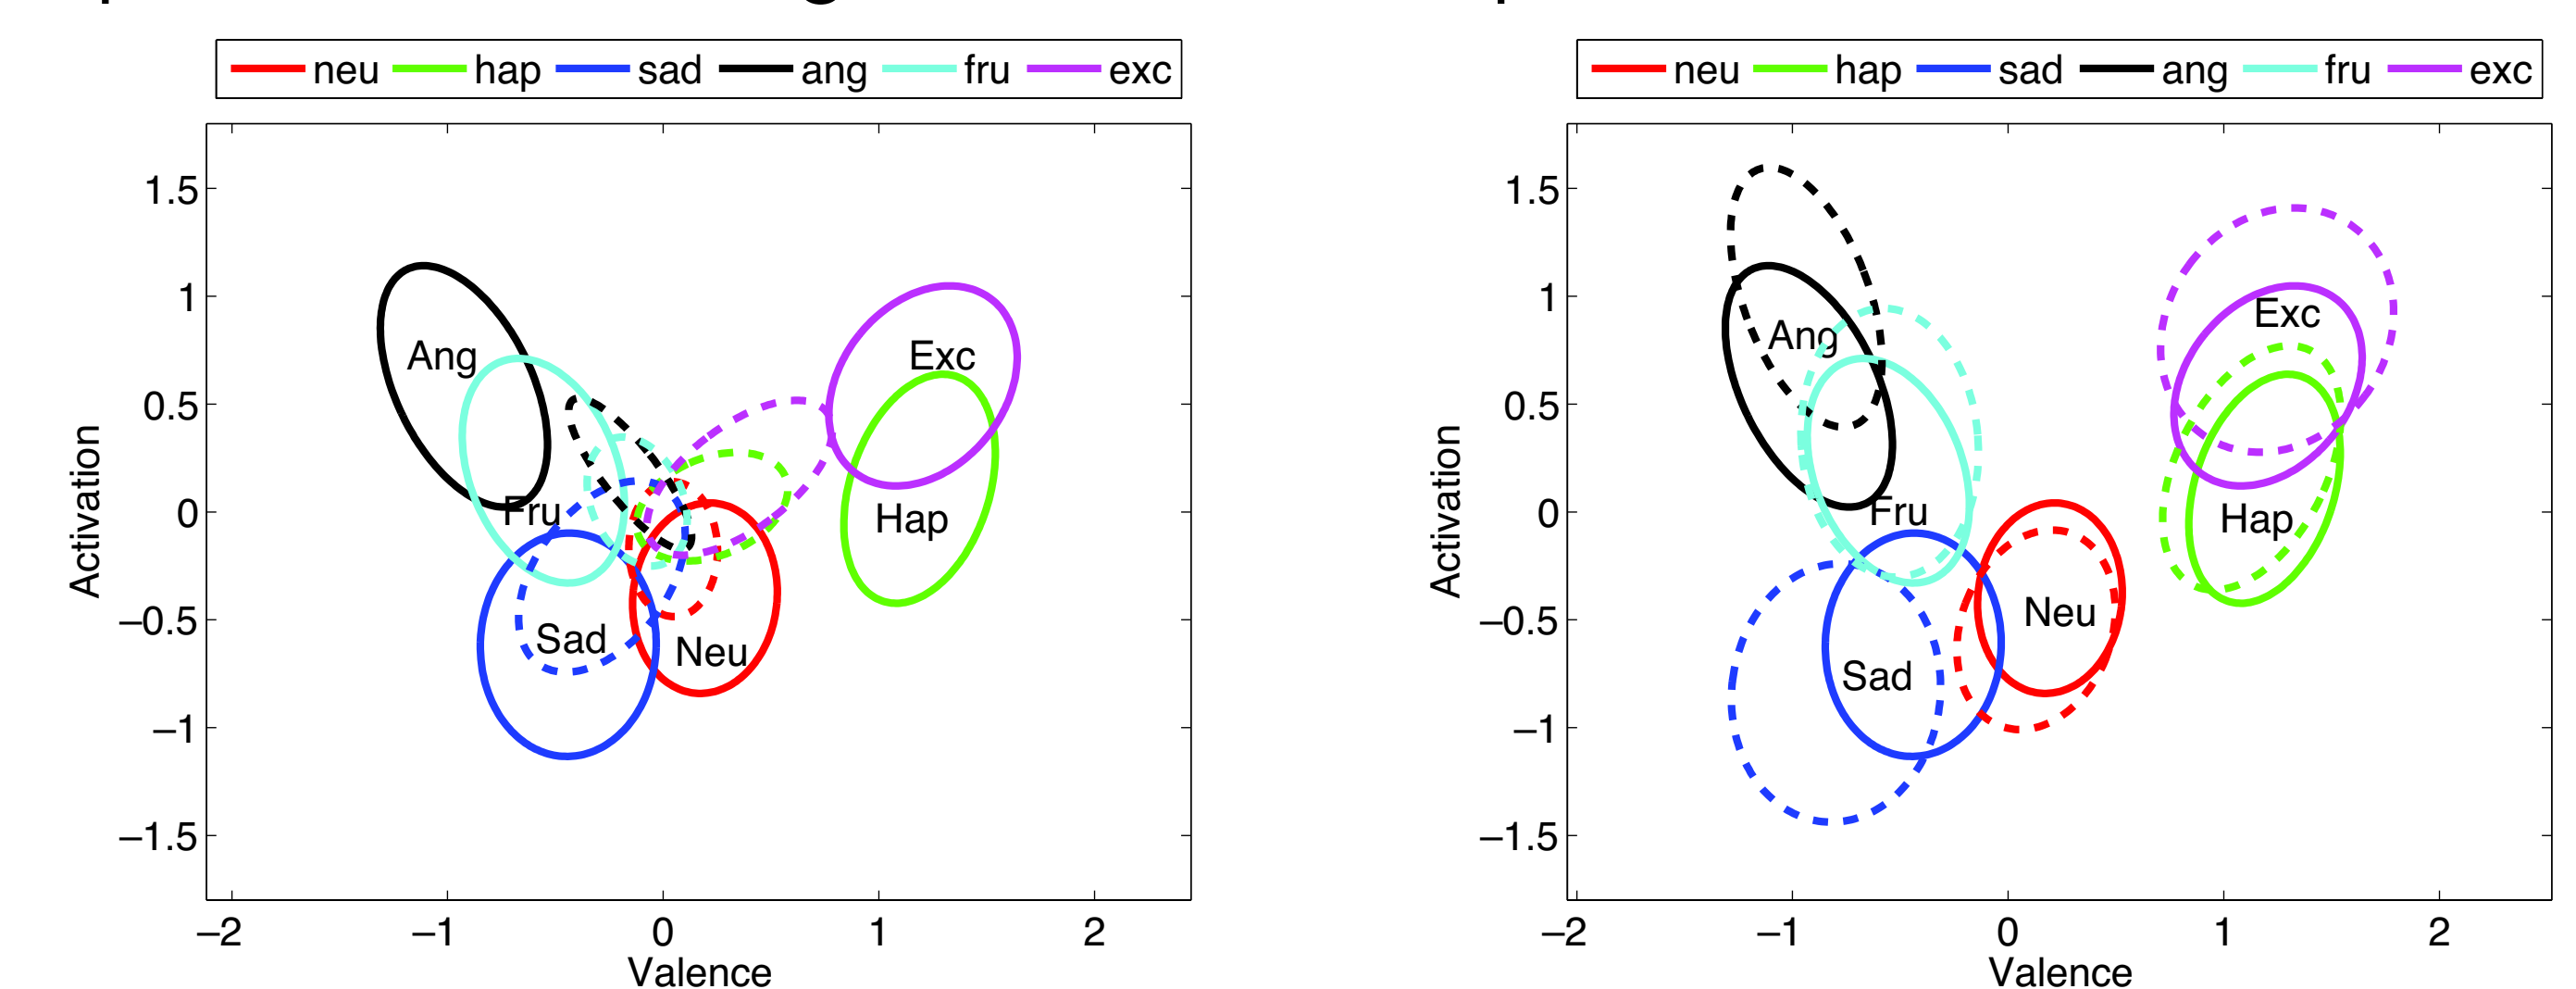 neu hap sad ang fru exc
1.5
1
0.5
0
−0.5
−1
−1.5
Activation
Ang
Exc
Fru
Hap
Sad
Neu
−2 −1 0 1 2
Valence
neu hap sad ang fru exc
1.5
1
0.5
0
−0.5
−1
−1.5
Activation
Exc
Ang
Fru
Hap
Neu
Sad
−2 −1 0 1 2
Valence